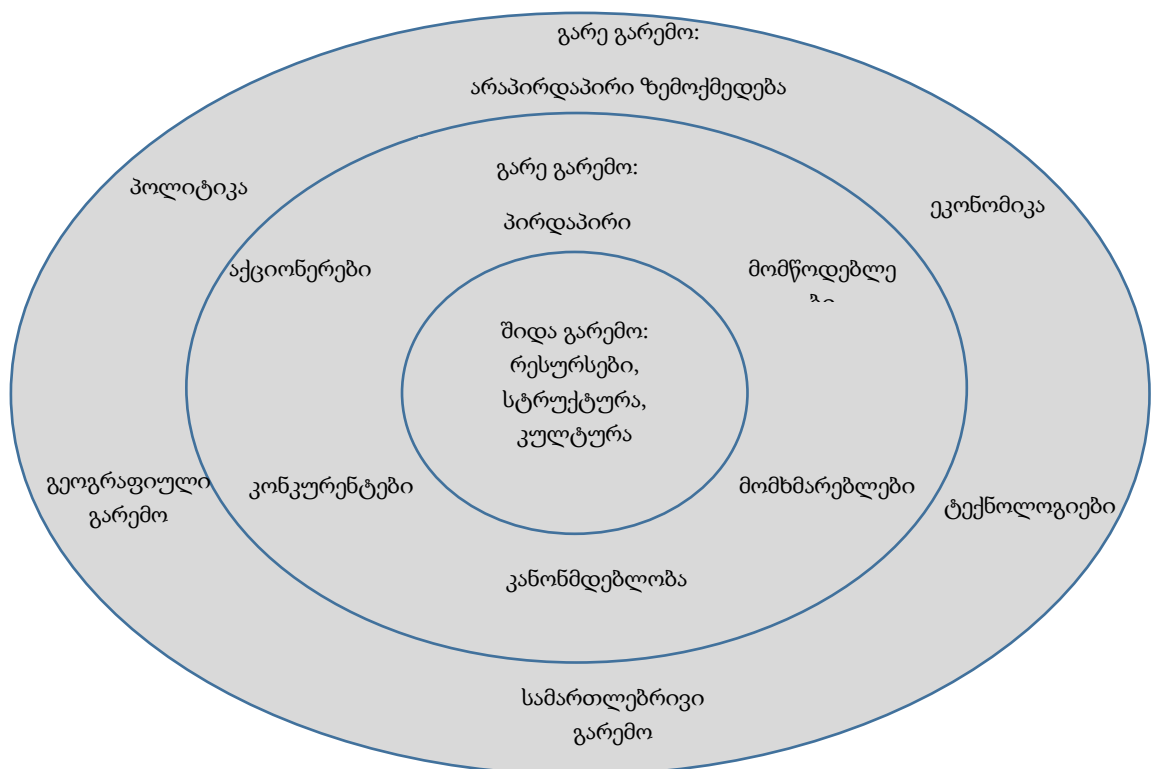 გარე გარემო:
არაპირდაპირი ზემოქმედება
გარე გარემო:
პირდაპირი
პოლიტიკა
ეკონომიკა
აქციონერები
მომწოდებლე
შიდა გარემო:
რესურსები,
სტრუქტურა,
კულტურა
გეოგრაფიული
გარემო
კონკურენტები
მომხმარებლები
ტექნოლოგიები
კანონმდებლობა
სამართლებრივი
გარემო